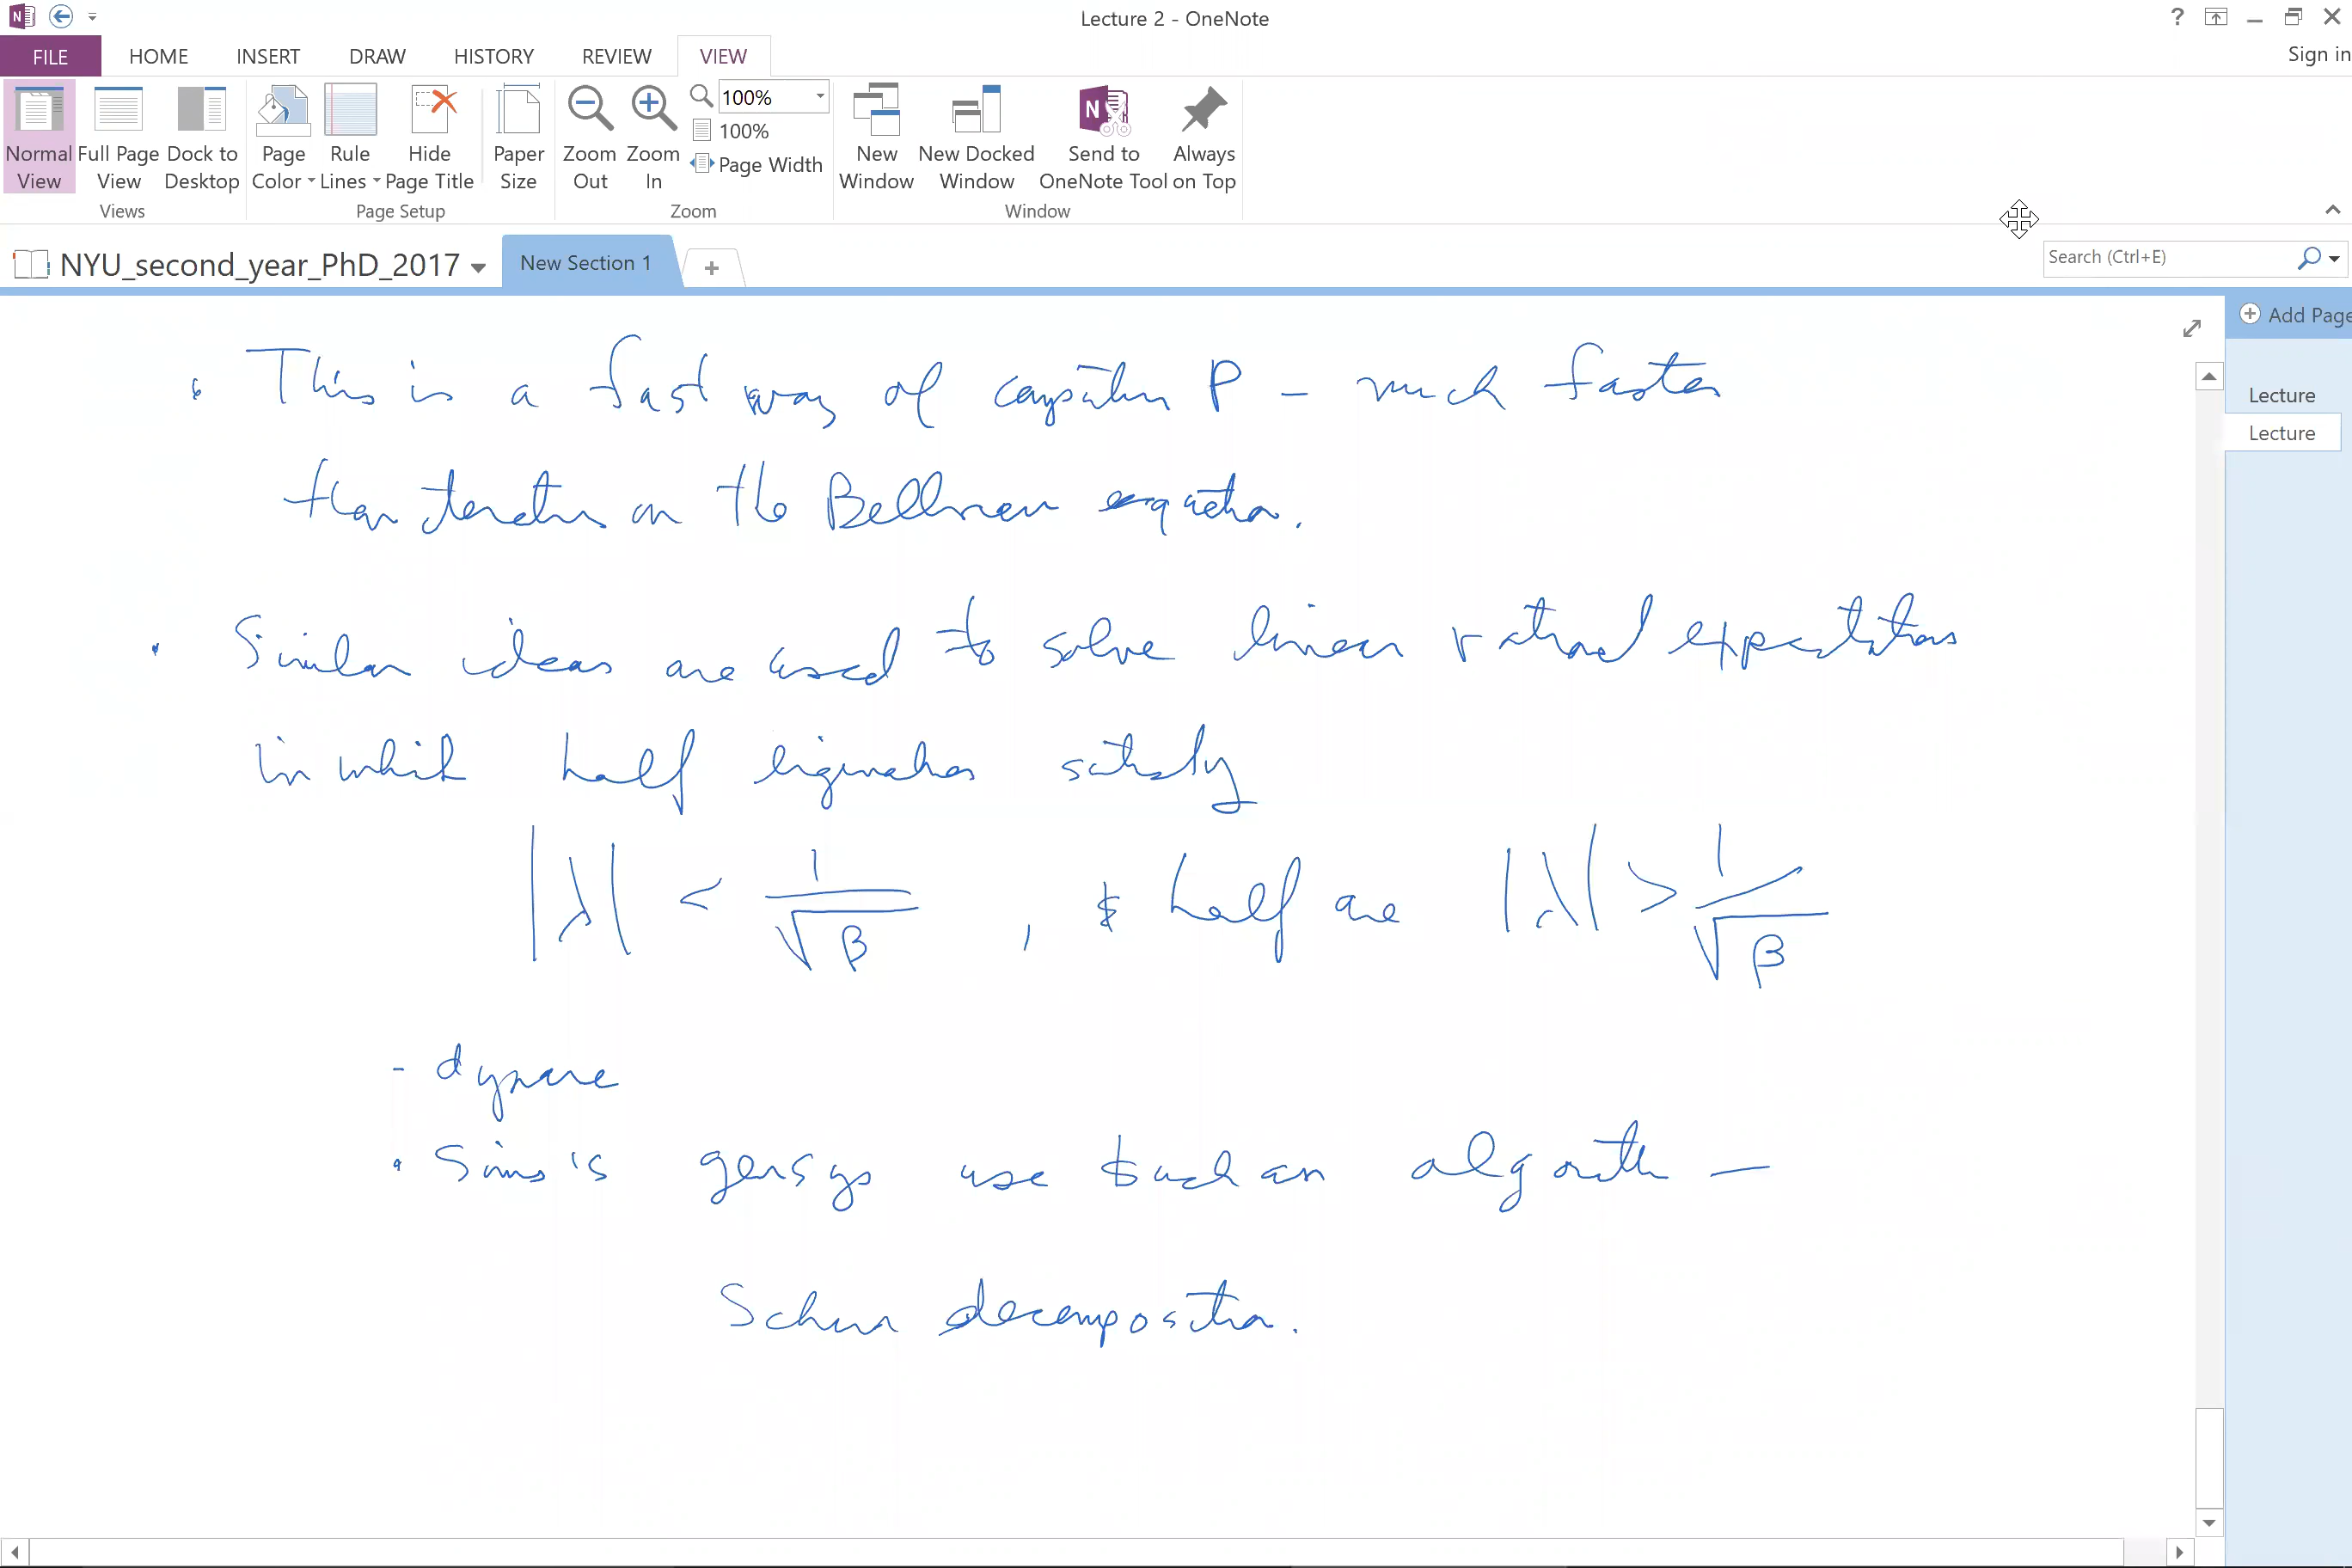 Lecture 2 - OneNote
?
Sign in
FILE HOME INSERT DRAW HISTORY REVIEW VIEW
Normal View
Full Page View
Dock to Desktop
Views
Page Color
Rule Lines
Hide Page Title
Paper Size
Page Setup
Zoom Out
Zoom In
100%
100%
Page Width
Zoom
New Window
New Docked Window
Send to OneNote Tool
Always on Top
Window
NYU_second_year_PhD_2017
New Section 1
+
Search (Ctrl+E)
Add Page
Lecture
Lecture
• This is a fast way of computing P – much faster
than iterating on the Bellman equation.
• Similar ideas are used to solve linear rational expectations
in which half eigenvalues satisfy
|λ| < 1/√β , & half are |λ| > 1/√β
- dynare
• Sims's gensys use such an algorithm —
Schur decomposition.